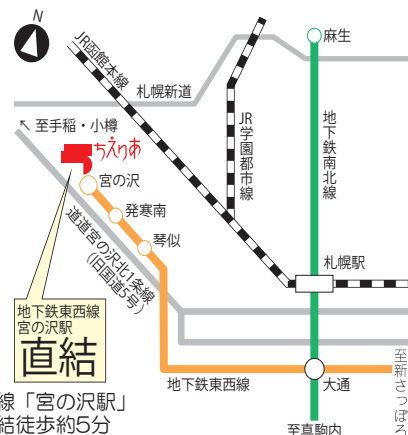 N
麻生
JR函館本線
札幌新道
↖ 至手稲・小樽
ちえりあ
JR学園都市線
地下鉄南北線
宮の沢
発寒南
琴似
道道宮の沢北1条線
(旧国道5号)
札幌駅
地下鉄東西線
宮の沢駅
直結
地下鉄東西線
大通
至新さっぽろ
線「宮の沢駅」
結徒歩約5分
至真駒内